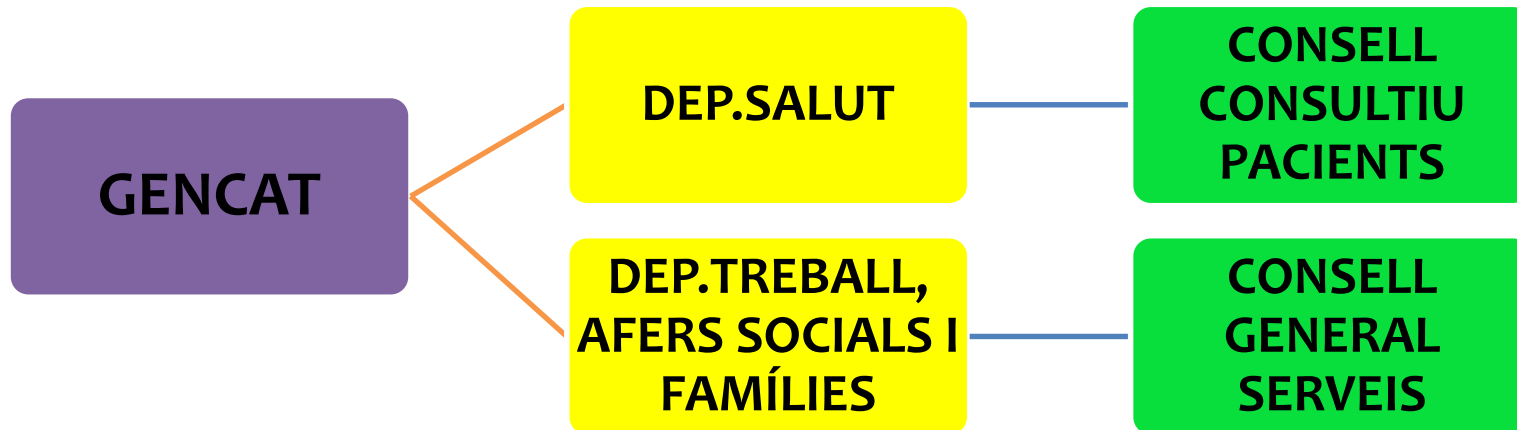 GENCAT
DEP.SALUT
CONSELL
CONSULTIU
PACIENTS
DEP.TREBALL,
AFERS SOCIALS I
FAMÍLIES
CONSELL
GENERAL
SERVEIS